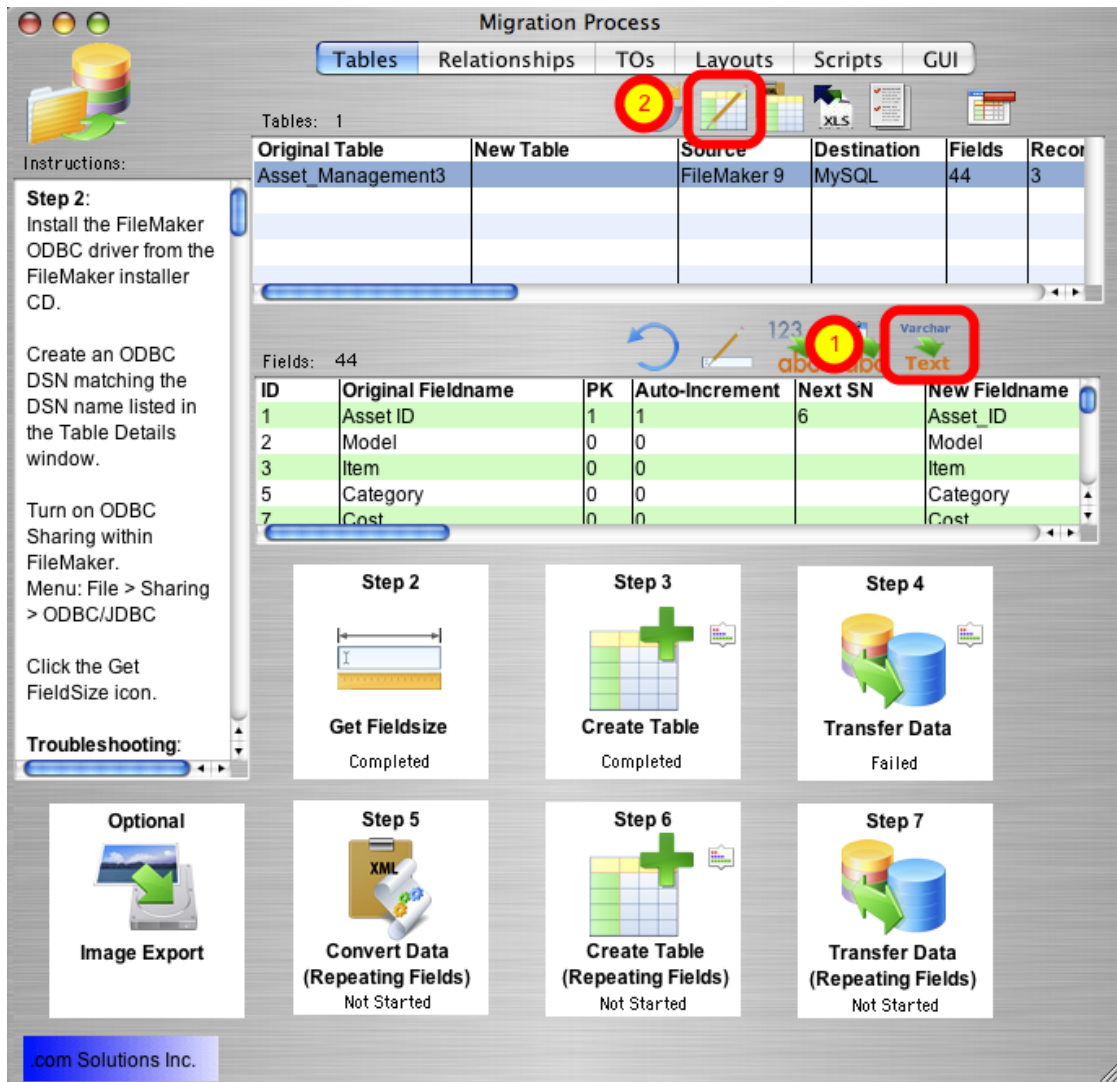 Migration Process
Tables Relationships TOs Layouts Scripts GUI
2
XLS
Tables: 1
Instructions:
Original Table New Table Source Destination Fields Recor
Asset_Management3 FileMaker 9 MySQL 44 3
Step 2:
Install the FileMaker
ODBC driver from the
FileMaker installer
CD.
Create an ODBC
DSN matching the
DSN name listed in
the Table Details
window.
Turn on ODBC
Sharing within
FileMaker.
Menu: File > Sharing
> ODBC/JDBC
Click the Get
FieldSize icon.
Troubleshooting:
123 1 Varchar
abc abc Text
Fields: 44
ID Original Fieldname PK Auto-Increment Next SN New Fieldname
1 Asset ID 1 1 6 Asset_ID
2 Model 0 0 Model
3 Item 0 0 Item
5 Category 0 0 Category
7 Cost 0 0 Cost
Step 2
Get Fieldsize
Completed
Step 3
Create Table
Completed
Step 4
Transfer Data
Failed
Optional
Image Export
Step 5
XML
Convert Data
(Repeating Fields)
Not Started
Step 6
Create Table
(Repeating Fields)
Not Started
Step 7
Transfer Data
(Repeating Fields)
Not Started
.com Solutions Inc.